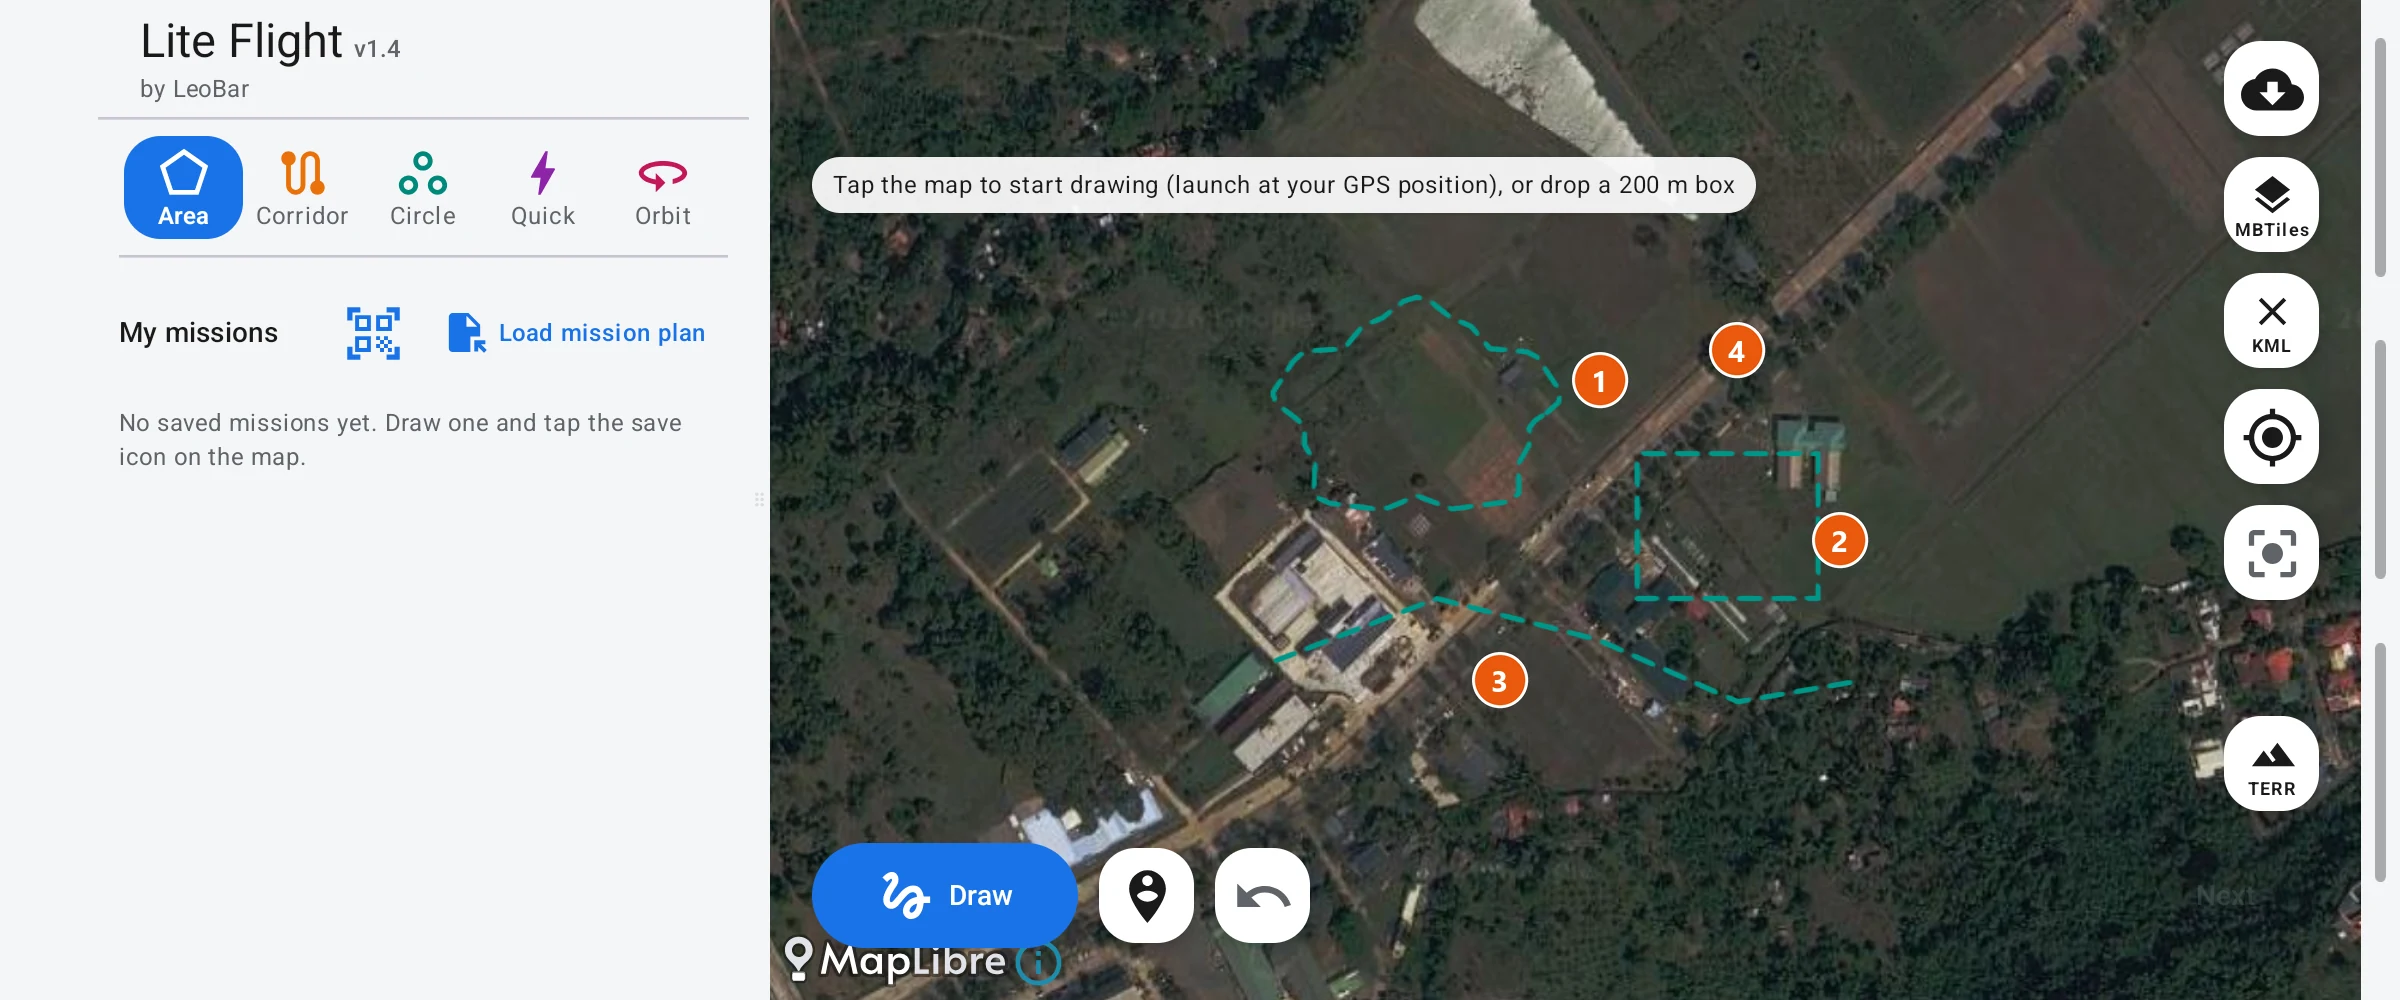 Lite Flight v1.4
by LeoBar
Area
Corridor
Circle
Quick
Orbit
My missions
Load mission plan
No saved missions yet. Draw one and tap the save
icon on the map.
Tap the map to start drawing (launch at your GPS position), or drop a 200 m box
1
4
2
3
MBTiles
KML
TERR
Draw
Next
MapLibre